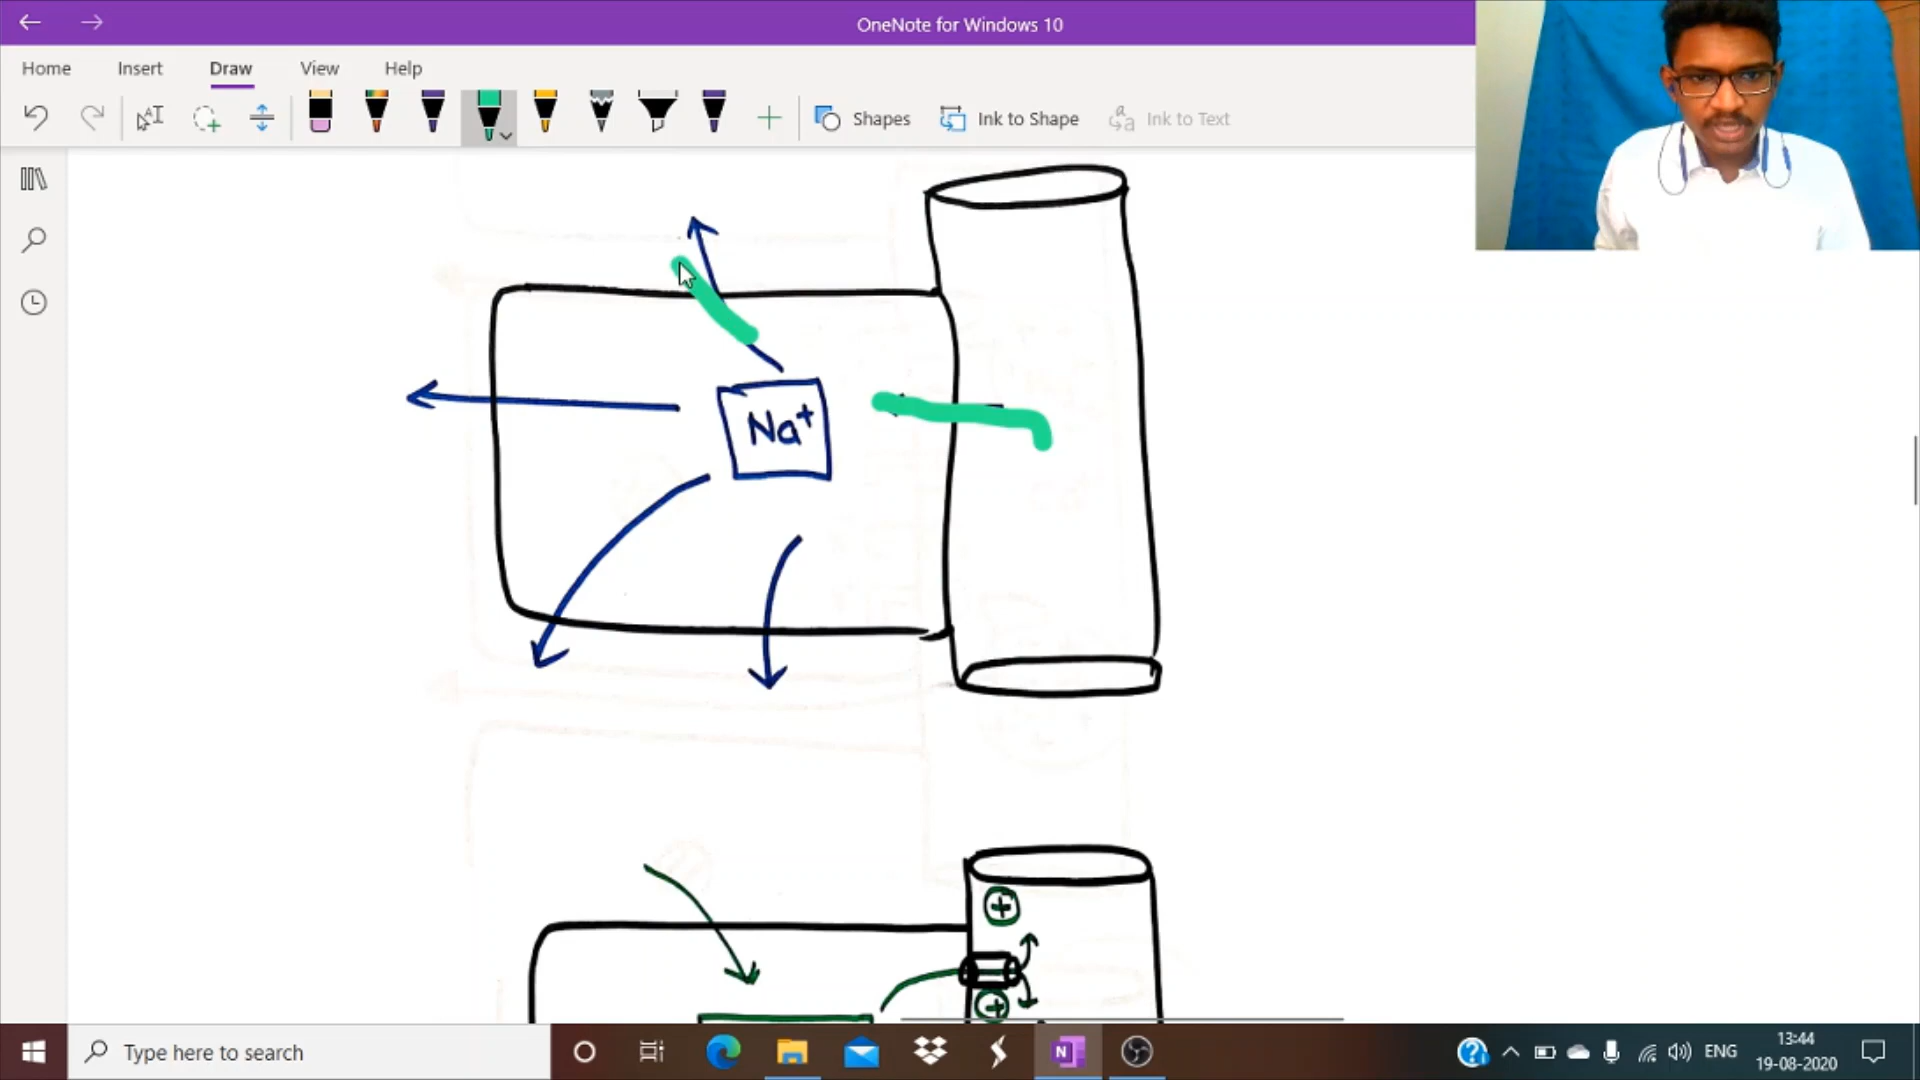 OneNote for Windows 10
Home Insert Draw View Help
Shapes Ink to Shape Ink to Text
Na+
+
+
Type here to search
ENG
13:44
19-08-2020